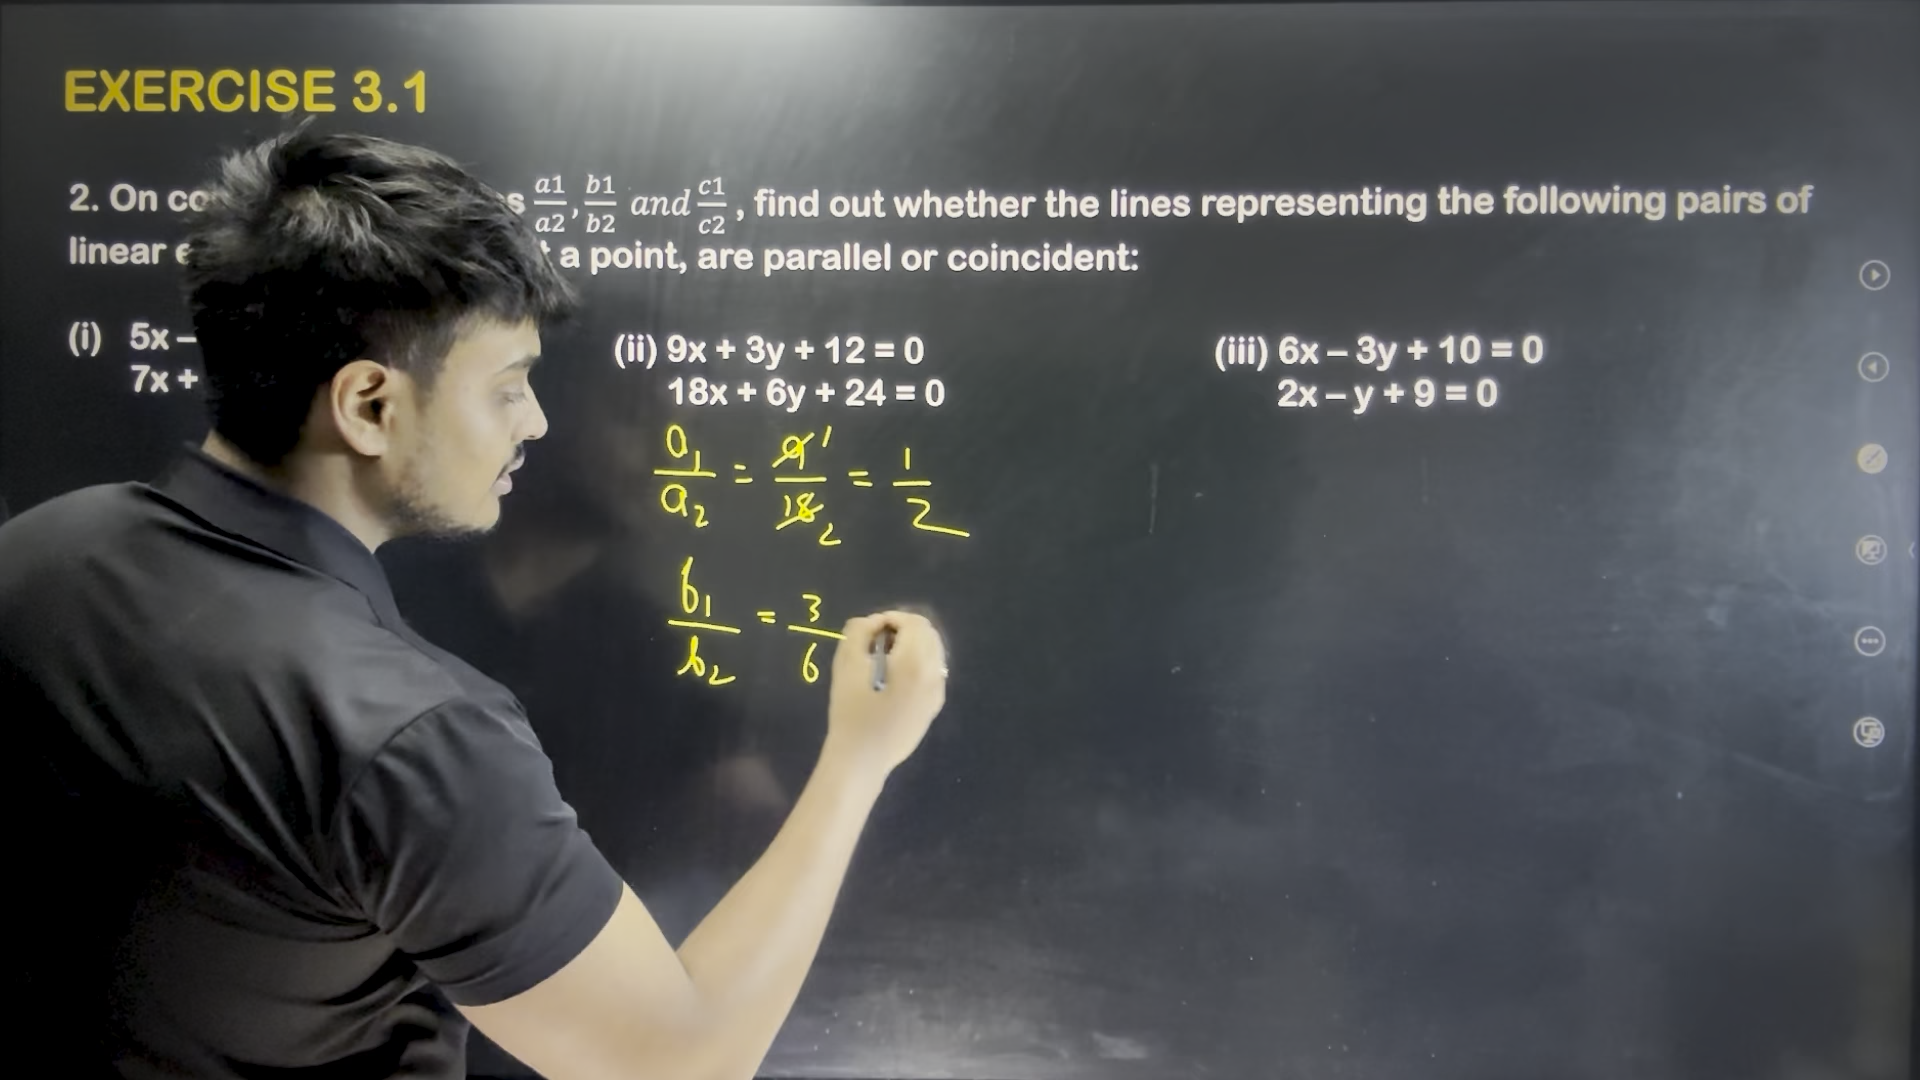 EXERCISE 3.1
2. On a1/a2, b1/b2 and c1/c2, find out whether the lines representing the following pairs of
linear a point, are parallel or coincident:
(i) 5x –
7x +
(ii) 9x + 3y + 12 = 0
18x + 6y + 24 = 0
(iii) 6x – 3y + 10 = 0
2x – y + 9 = 0
a1/a2 = 9 1/18 2 = 1/2
b1/b2 = 3/6